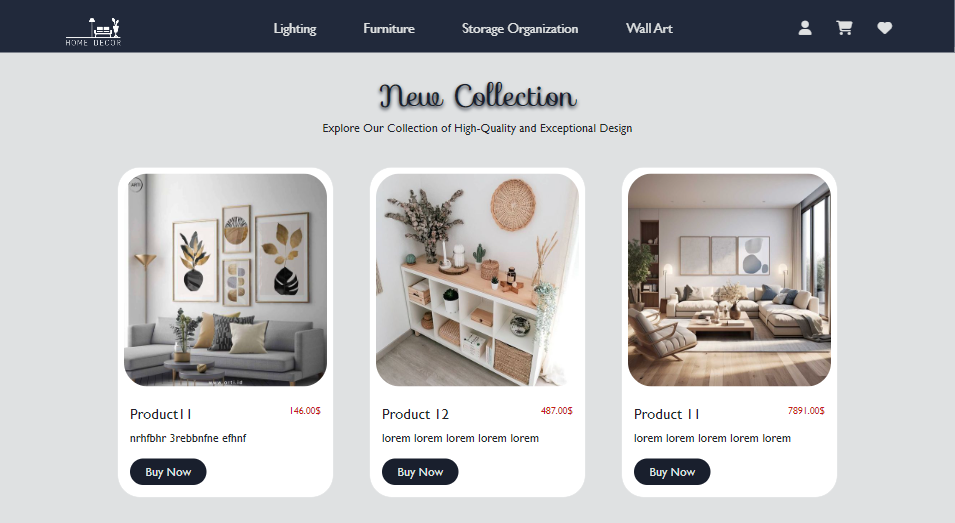 HOME DECOR
Lighting Furniture Storage Organization Wall Art
New Collection
Explore Our Collection of High-Quality and Exceptional Design
Product11 146.00$
nrhfbhr 3rebbnfne efhnf
Buy Now
Product 12 487.00$
lorem lorem lorem lorem lorem
Buy Now
Product 11 7891.00$
lorem lorem lorem lorem lorem
Buy Now